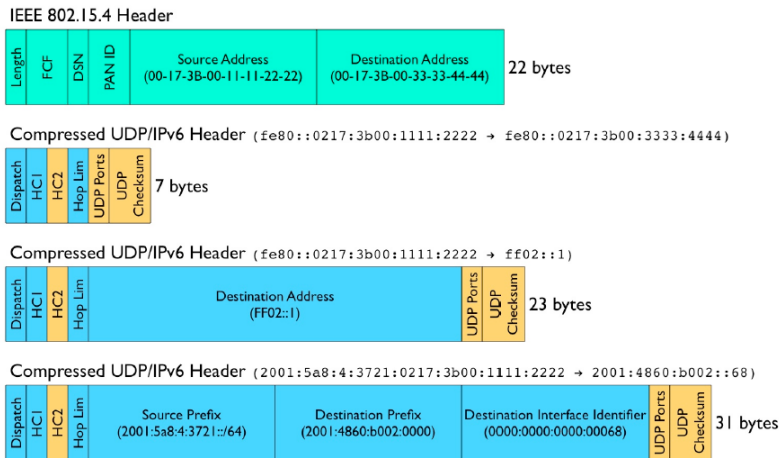 IEEE 802.15.4 Header
Length FCF DSN PAN ID Source Address Destination Address
(00-17-3B-00-11-11-22-22) (00-17-3B-00-33-33-44-44)
22 bytes
Compressed UDP/IPv6 Header (fe80::0217:3b00:1111:2222 → fe80::0217:3b00:3333:4444)
Dispatch HC1 HC2 Hop Lim UDP Ports UDP Checksum
7 bytes
Compressed UDP/IPv6 Header (fe80::0217:3b00:1111:2222 → ff02::1)
Dispatch HC1 HC2 Hop Lim Destination Address
(FF02::1)
UDP Ports UDP Checksum
23 bytes
Compressed UDP/IPv6 Header (2001:5a8:4:3721:0217:3b00:1111:2222 → 2001:4860:b002::68)
Dispatch HC1 HC2 Hop Lim Source Prefix Destination Prefix Destination Interface Identifier
(2001:5a8:4:3721::/64) (2001:4860:b002:0000) (0000:0000:0000:00068)
UDP Ports UDP Checksum
31 bytes